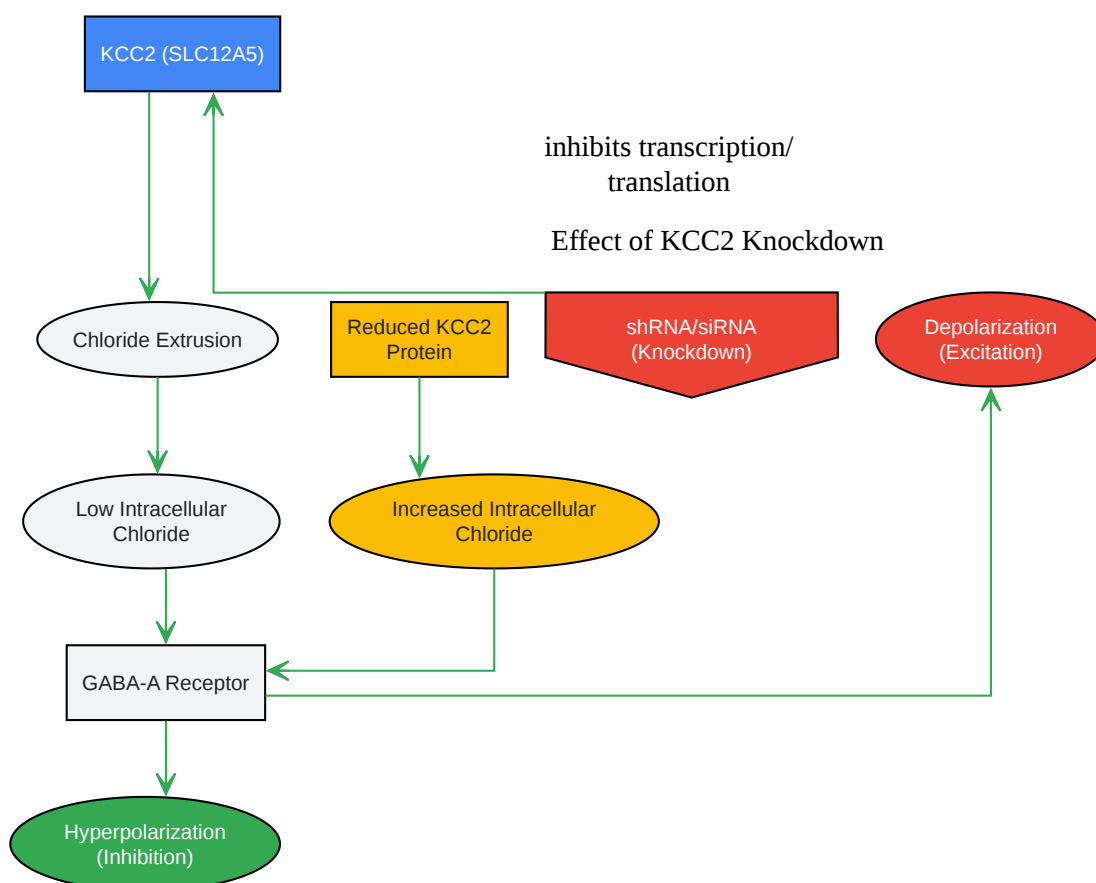 KCC2 (SLC12A5)
inhibits transcription/
translation
Effect of KCC2 Knockdown
Chloride Extrusion
Reduced KCC2
Protein
shRNA/siRNA
(Knockdown)
Depolarization
(Excitation)
Low Intracellular
Chloride
Increased Intracellular
Chloride
GABA-A Receptor
Hyperpolarization
(Inhibition)